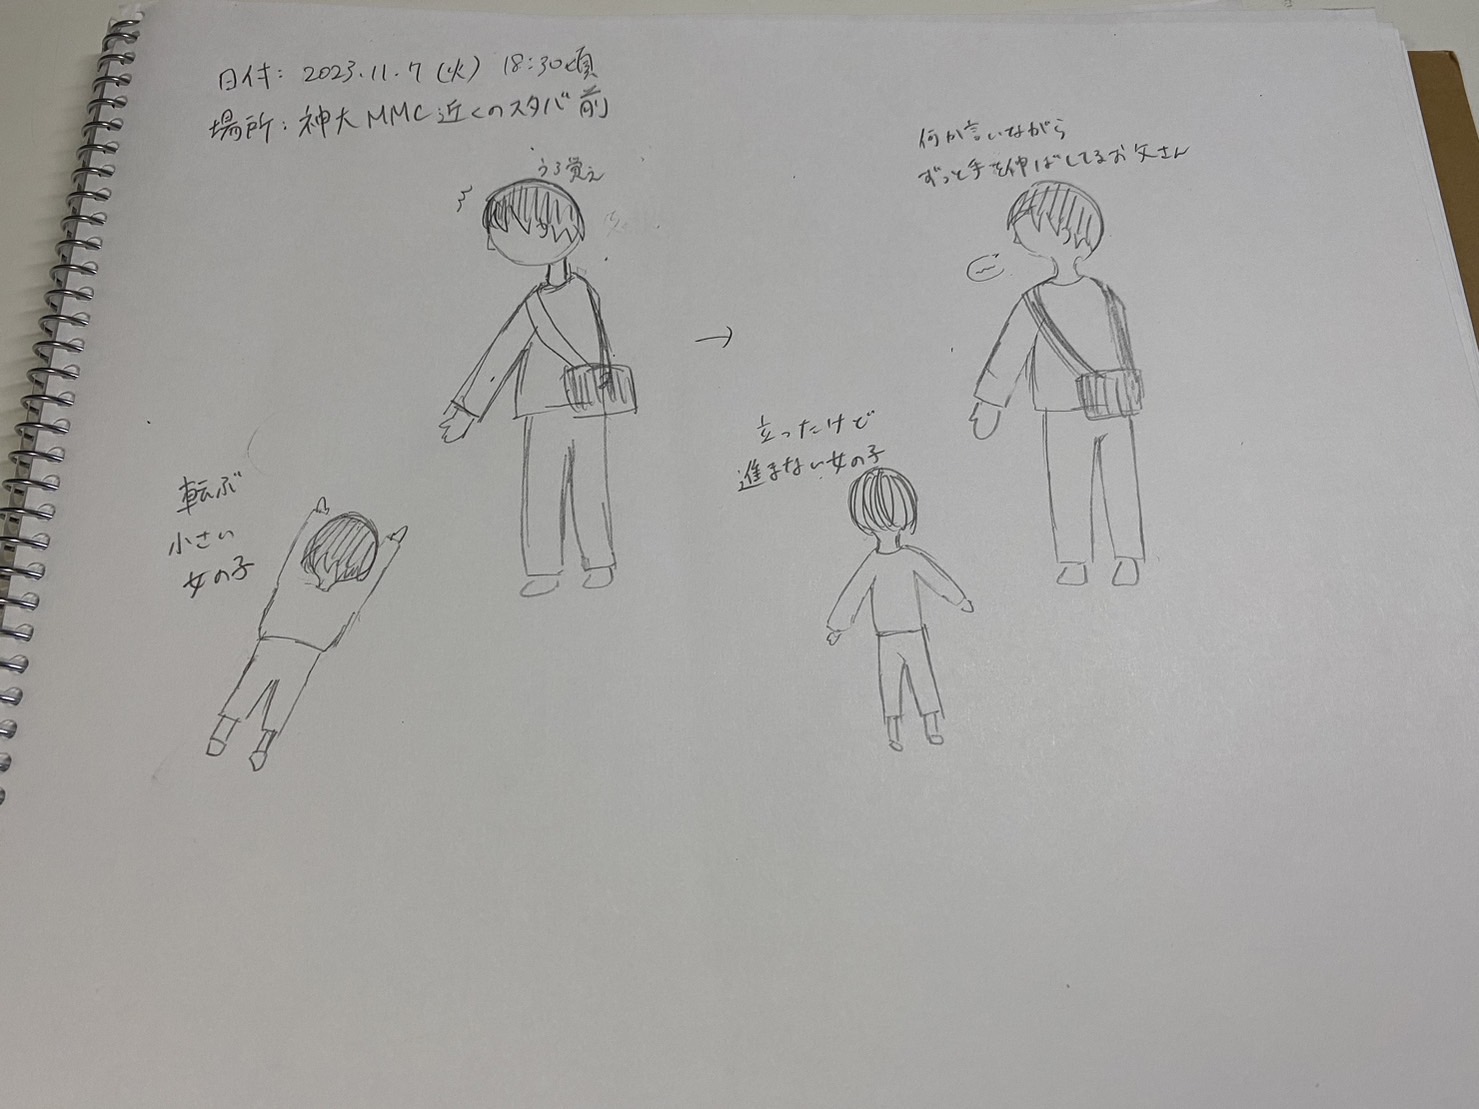 日付: 2023.11.7(火) 18:30頃
場所: 神大MMC近くのスタバ前
うろ覚え
転ぶ
小さい
女の子
何か言いながら
ずっと手を伸ばしてるお父さん
立ったけど
進まない女の子